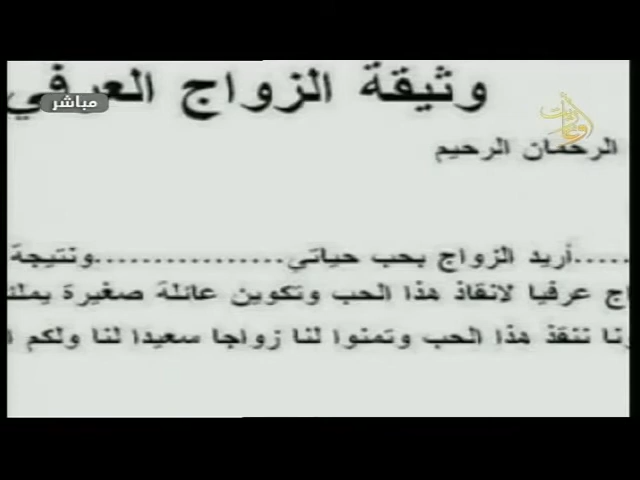 وثيقة الزواج العرفي
مباشر
الرحمان الرحيم
.....أريد الزواج بحب حياتي................ونتيجة
عرفيا لانقاذ هذا الحب وتكوين عائلة صغيرة
ننقذ هذا الحب وتمنوا لنا زواجا سعيدا لنا ولكم